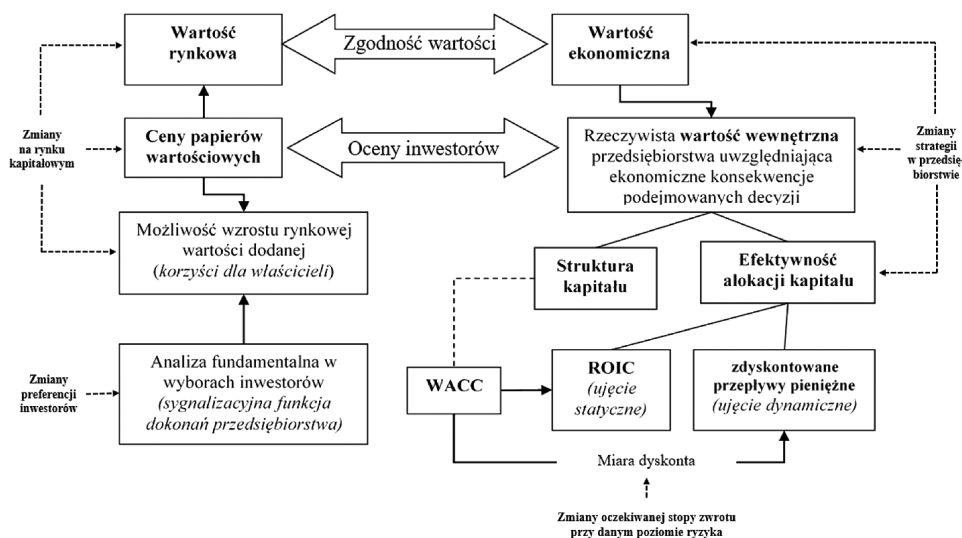 Wartość
rynkowa
Zgodność wartości
Wartość
ekonomiczna
Zmiany
na rynku
kapitałowym
Ceny papierów
wartościowych
Oceny inwestorów
Rzeczywista wartość wewnętrzna
przedsiębiorstwa uwzględniająca
ekonomiczne konsekwencje
podejmowanych decyzji
Zmiany
strategii
w przedsię
biorstwie
Możliwość wzrostu rynkowej
wartości dodanej
(korzyści dla właścicieli)
Struktura
kapitału
Efektywność
alokacji kapitału
Zmiany
preferencji
inwestorów
Analiza fundamentalna w
wyborach inwestorów
(sygnalizacyjna funkcja
dokonań przedsiębiorstwa)
WACC
ROIC
(ujęcie
statyczne)
zdyskontowane
przepływy pieniężne
(ujęcie dynamiczne)
Miara dyskonta
Zmiany oczekiwanej stopy zwrotu
przy danym poziomie ryzyka